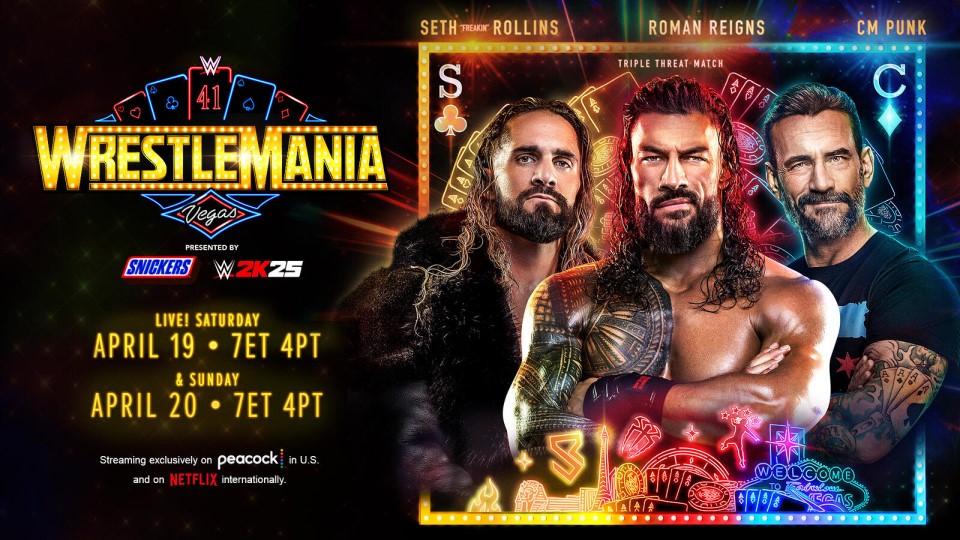 W
41
WRESTLEMANIA
Vegas
PRESENTED BY
SNICKERS W 2K25
LIVE! SATURDAY
APRIL 19 • 7ET 4PT
& SUNDAY
APRIL 20 • 7ET 4PT
Streaming exclusively on peacock in U.S.
and on NETFLIX internationally.
SETH "FREAKIN" ROLLINS ROMAN REIGNS CM PUNK
TRIPLE THREAT MATCH
S
C
WELCOME
TO Fabulous
VEGAS